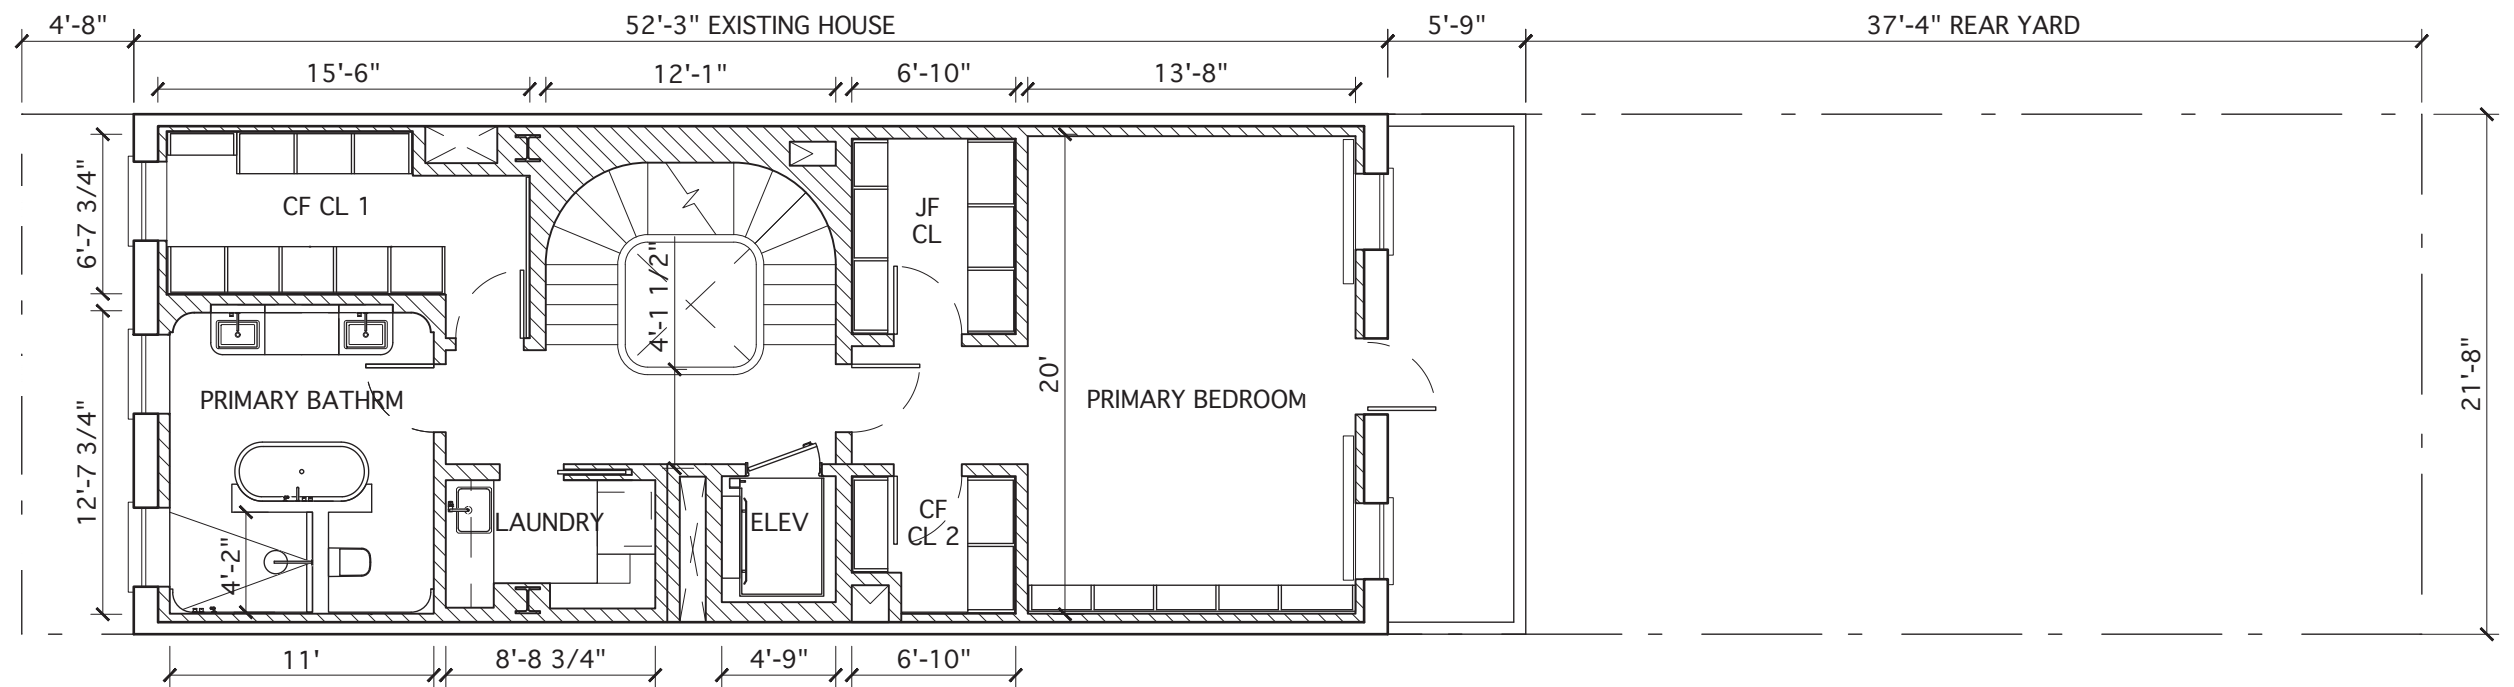 4'-8"
52'-3" EXISTING HOUSE
5'-9"
37'-4" REAR YARD
15'-6"
12'-1"
6'-10"
13'-8"
6'-7 3/4"
CF CL 1
JF
CL
4'-1 1/2"
20'
21'-8"
PRIMARY BATHRM
PRIMARY BEDROOM
12'-7 3/4"
4'-2"
LAUNDRY
ELEV
CF
CL 2
11'
8'-8 3/4"
4'-9"
6'-10"